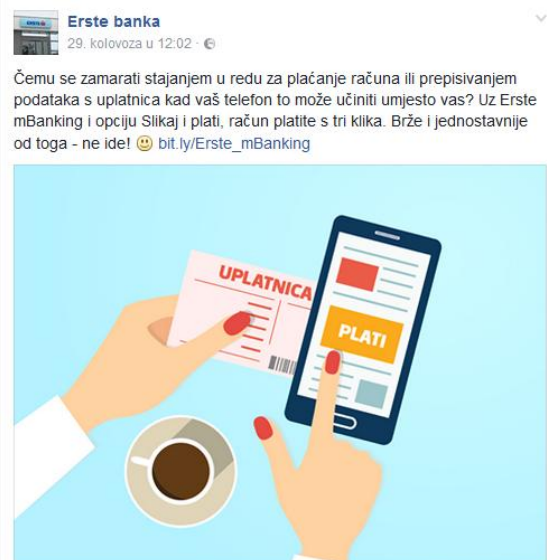 Erste banka
29. kolovoza u 12:02 ·
Čemu se zamarati stajanjem u redu za plaćanje računa ili prepisivanjem
podataka s uplatnica kad vaš telefon to može učiniti umjesto vas? Uz Erste
mBanking i opciju Slikaj i plati, račun platite s tri klika. Brže i jednostavnije
od toga - ne ide! 🙂 bit.ly/Erste_mBanking
UPLATNICA
PLATI